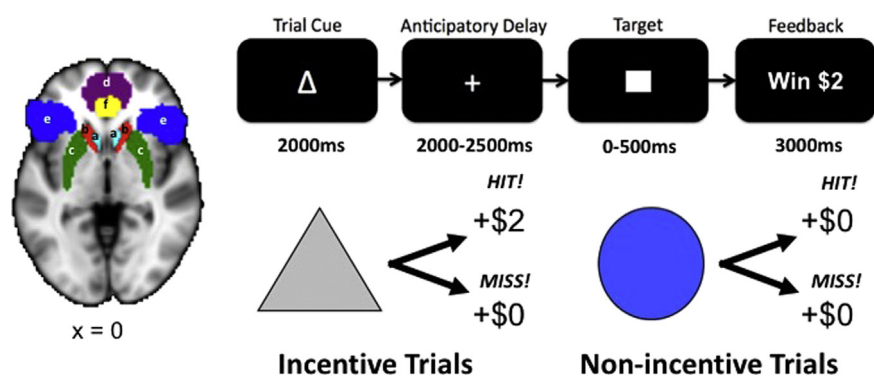 Trial Cue
Anticipatory Delay
Target
Feedback
Δ
+
Win $2
2000ms
2000-2500ms
0-500ms
3000ms
d
f
e
e
b
a
a
b
c
c
x = 0
HIT!
+$2
MISS!
+$0
HIT!
+$0
MISS!
+$0
Incentive Trials
Non-incentive Trials